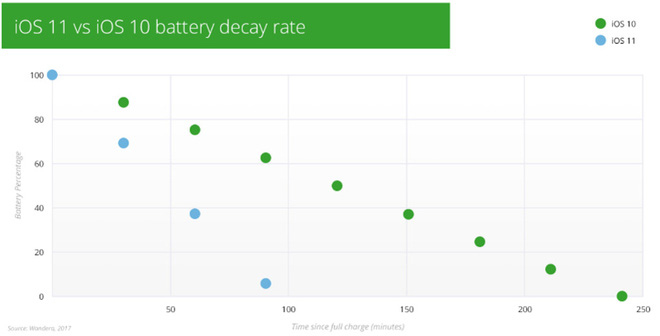 iOS 11 vs iOS 10 battery decay rate
iOS 10
iOS 11
100
80
60
40
20
0
Battery Percentage
50
100
150
200
250
Time since full charge (minutes)
Source: Wandera, 2017